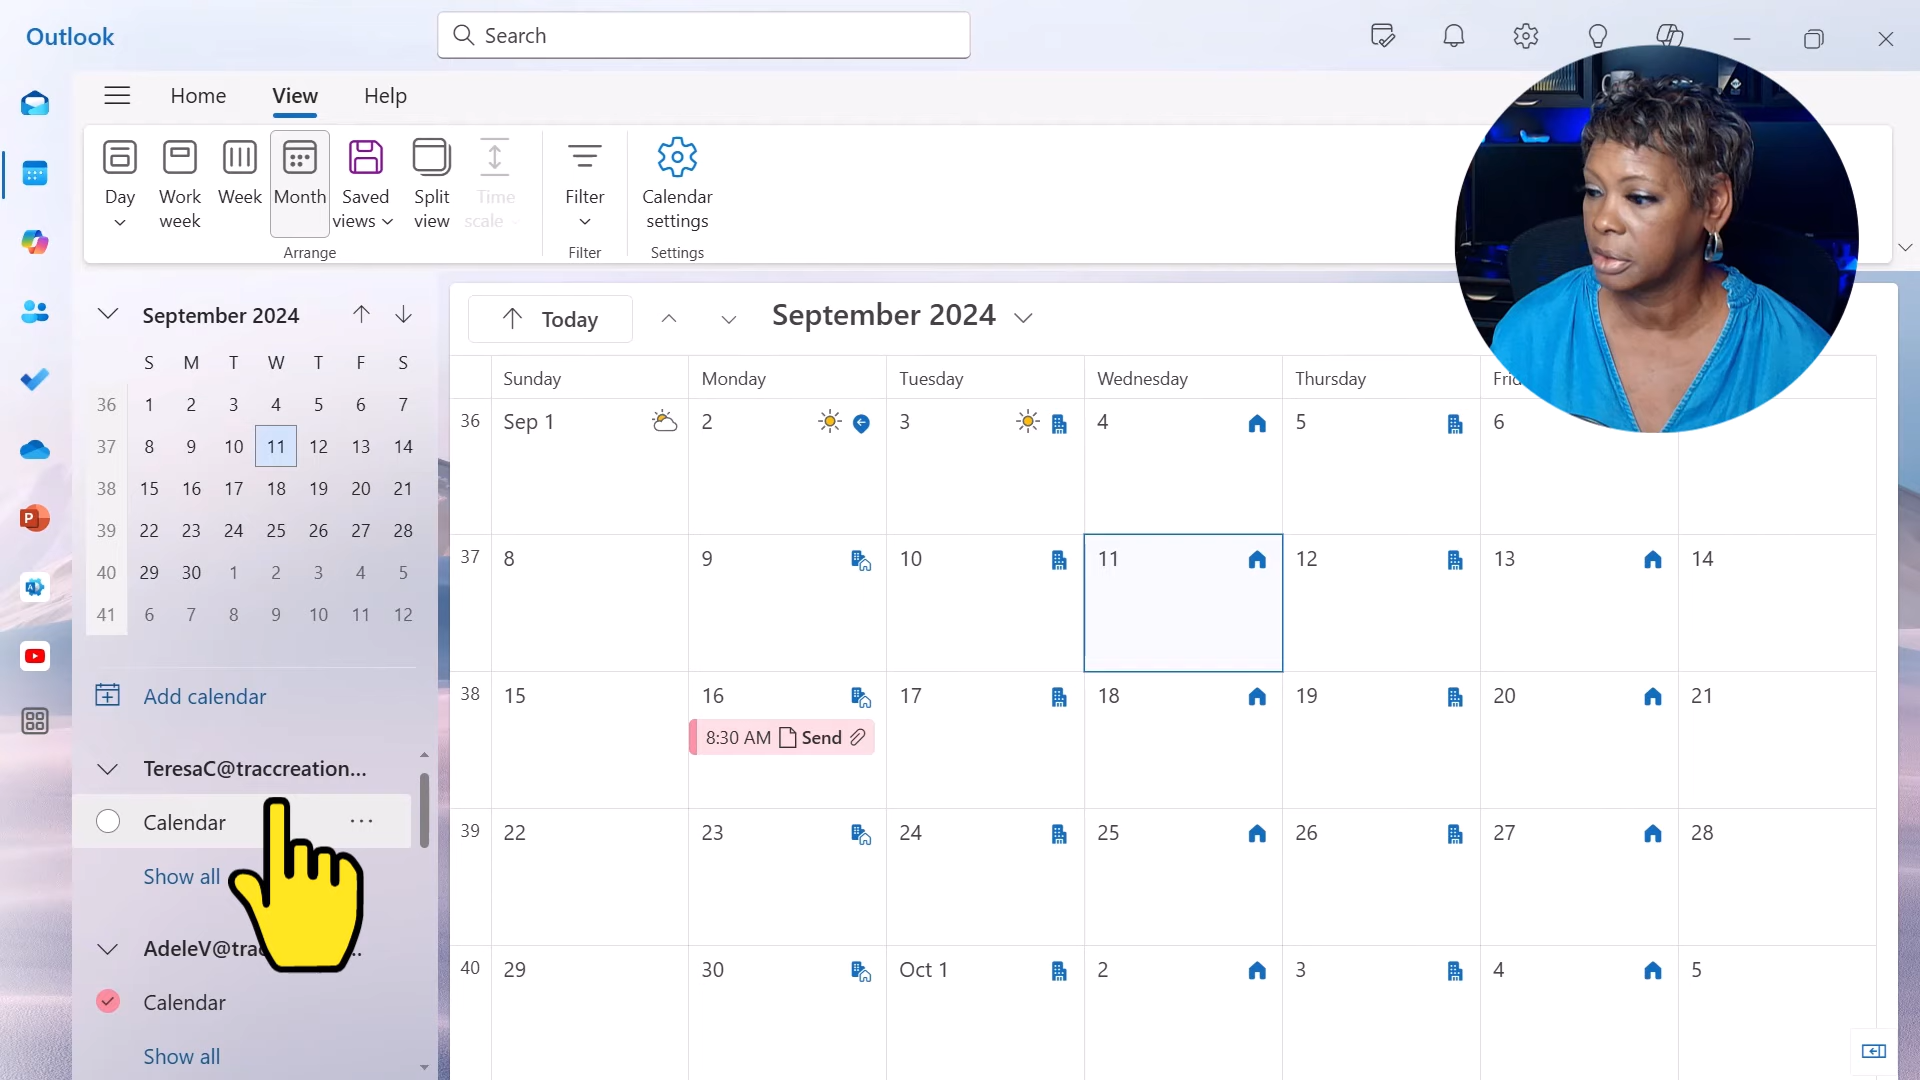 Outlook
Search
Home
View
Help
Day
Work week
Week
Month
Saved views
Split view
Time scale
Filter
Calendar settings
Arrange
Filter
Settings
September 2024
S M T W T F S
36 1 2 3 4 5 6 7
37 8 9 10 11 12 13 14
38 15 16 17 18 19 20 21
39 22 23 24 25 26 27 28
40 29 30 1 2 3 4 5
41 6 7 8 9 10 11 12
Add calendar
TeresaC@traccreation...
Calendar
Show all
AdeleV@tra
Calendar
Show all
Today
September 2024
Sunday Monday Tuesday Wednesday Thursday
36 Sep 1 2 3 4 5 6
37 8 9 10 11 12 13 14
38 15 16 17 18 19 20 21
8:30 AM Send
39 22 23 24 25 26 27 28
40 29 30 Oct 1 2 3 4 5